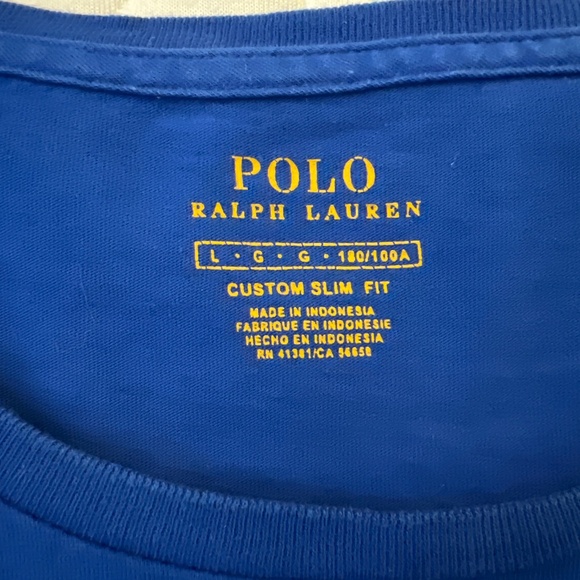 POLO
RALPH LAUREN
L • G • G • 180/100A
CUSTOM SLIM FIT
MADE IN INDONESIA
FABRIQUE EN INDONESIE
HECHO EN INDONESIA
RN 41381/CA 56658